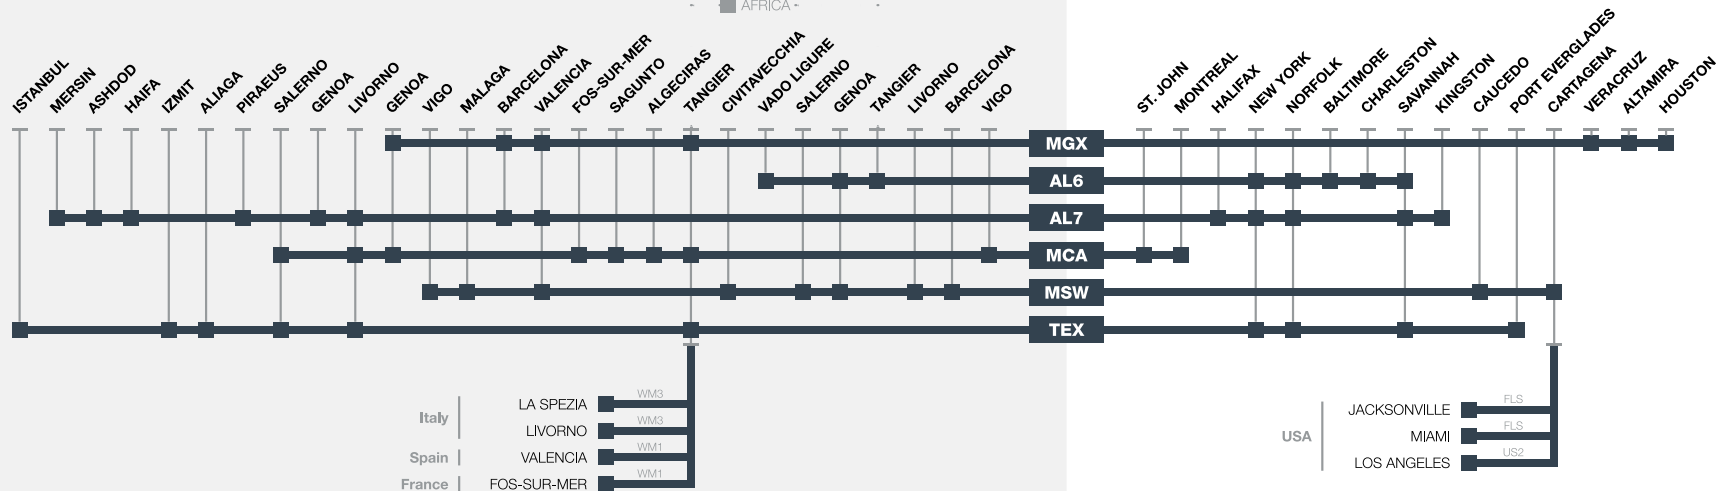 AFRICA
ISTANBUL
MERSIN
ASHDOD
HAIFA
IZMIT
ALIAGA
PIRAEUS
SALERNO
GENOA
LIVORNO
GENOA
VIGO
MALAGA
BARCELONA
VALENCIA
FOS-SUR-MER
SAGUNTO
ALGECIRAS
TANGIER
CIVITAVECCHIA
VADO LIGURE
SALERNO
GENOA
TANGIER
LIVORNO
BARCELONA
VIGO
ST. JOHN
MONTREAL
HALIFAX
NEW YORK
NORFOLK
BALTIMORE
CHARLESTON
SAVANNAH
KINGSTON
CAUCEDO
PORT EVERGLADES
CARTAGENA
VERACRUZ
ALTAMIRA
HOUSTON
MGX
AL6
AL7
MCA
MSW
TEX
Italy
LA SPEZIA
WM3
LIVORNO
WM3
Spain
VALENCIA
WM1
France
FOS-SUR-MER
WM1
USA
JACKSONVILLE
FLS
MIAMI
FLS
LOS ANGELES
US2